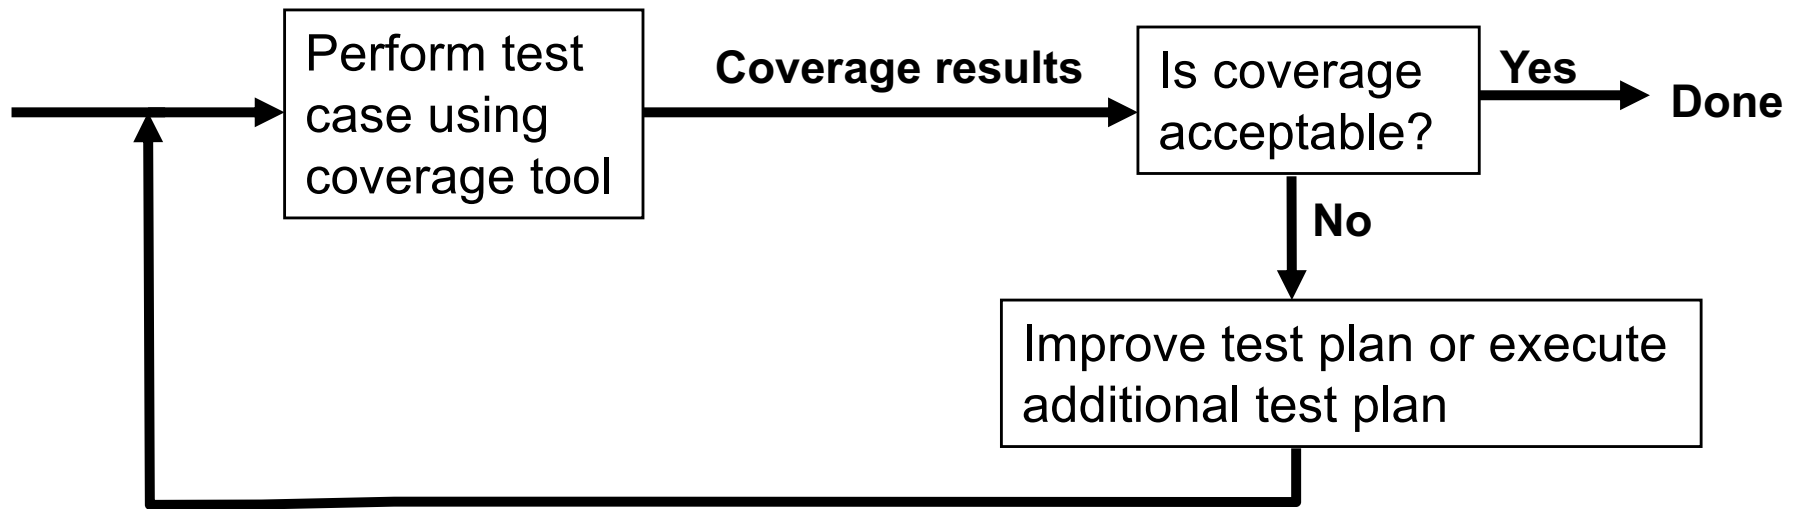 Perform test
case using
coverage tool
Coverage results
Is coverage
acceptable?
Yes
Done
No
Improve test plan or execute
additional test plan